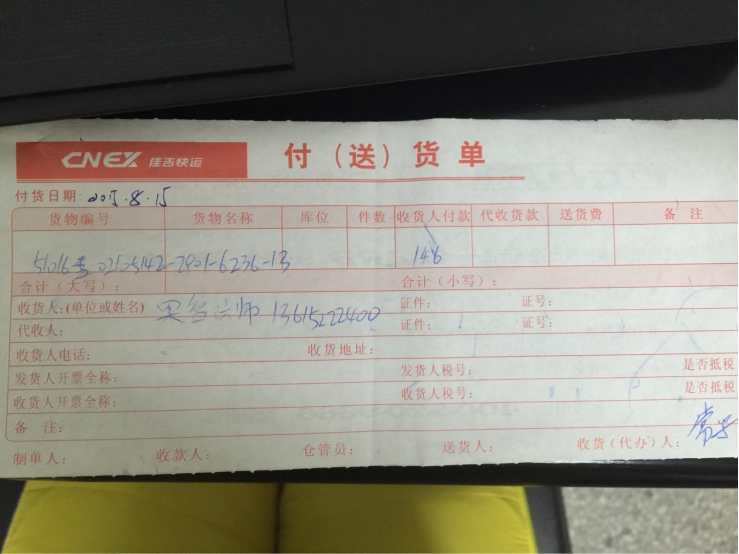 CNEX 佳吉快运 付（送）货单
付货日期: 2015.8.15
货物编号 货物名称 库位 件数 收货人付款 代收货款 送货费 备 注
02105142-2901-6236-13 146
合计（大写）: 合计（小写）:
收货人:(单位或姓名) 13615222400 证件: 证号:
代收人: 证件: 证号:
收货人电话: 收货地址:
发货人开票全称: 发货人税号: 是否抵税
收货人开票全称: 收货人税号: 是否抵税
备 注:
制单人: 收款人: 仓管员: 送货人: 收货（代办）人: